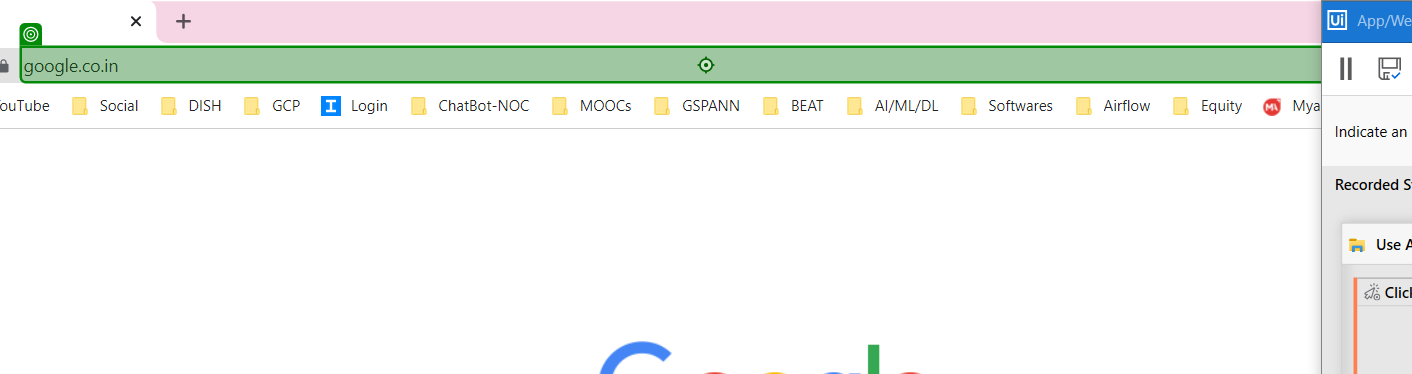 Ui App/We
google.co.in
ouTube Social DISH GCP Login ChatBot-NOC MOOCs GSPANN BEAT AI/ML/DL Softwares Airflow Equity Mya
Indicate an
Recorded S
Use A
Clic
Google